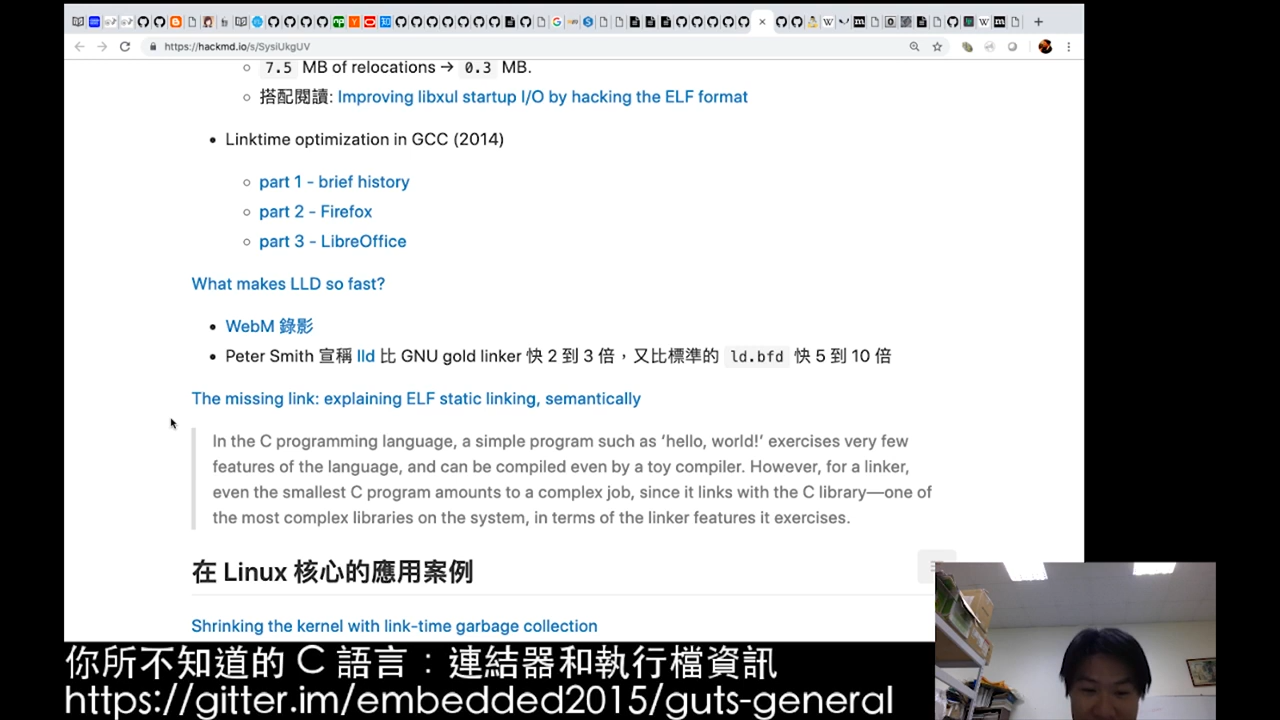 https://hackmd.io/s/SysiUkgUV
7.5 MB of relocations → 0.3 MB.
搭配閱讀: Improving libxul startup I/O by hacking the ELF format
Linktime optimization in GCC (2014)
part 1 - brief history
part 2 - Firefox
part 3 - LibreOffice
What makes LLD so fast?
WebM 錄影
Peter Smith 宣稱 lld 比 GNU gold linker 快 2 到 3 倍，又比標準的 ld.bfd 快 5 到 10 倍
The missing link: explaining ELF static linking, semantically
In the C programming language, a simple program such as ‘hello, world!’ exercises very few
features of the language, and can be compiled even by a toy compiler. However, for a linker,
even the smallest C program amounts to a complex job, since it links with the C library—one of
the most complex libraries on the system, in terms of the linker features it exercises.
在 Linux 核心的應用案例
Shrinking the kernel with link-time garbage collection
你所不知道的 C 語言：連結器和執行檔資訊
https://gitter.im/embedded2015/guts-general